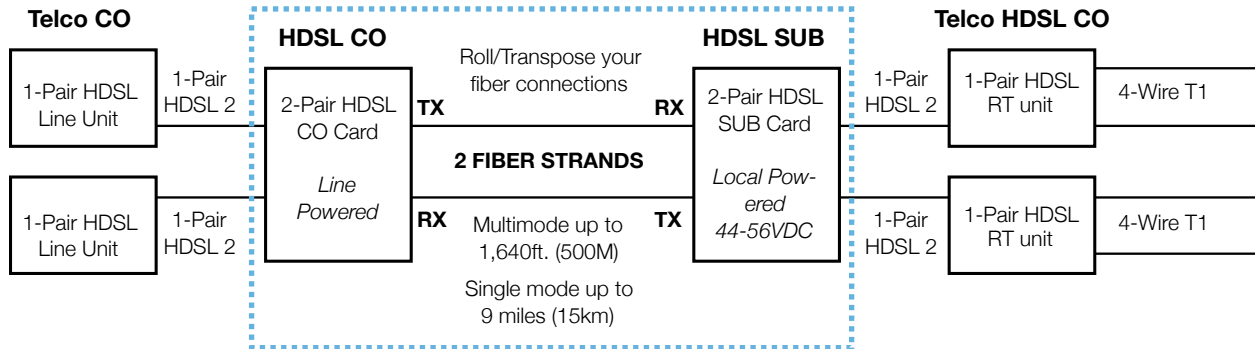 Telco CO
HDSL CO
HDSL SUB
Telco HDSL CO
1-Pair HDSL
Line Unit
1-Pair
HDSL 2
2-Pair HDSL
CO Card
Line
Powered
TX
Roll/Transpose your
fiber connections
RX
2-Pair HDSL
SUB Card
Local Pow-
ered
44-56VDC
1-Pair
HDSL 2
1-Pair HDSL
RT unit
4-Wire T1
2 FIBER STRANDS
1-Pair HDSL
Line Unit
1-Pair
HDSL 2
RX
Multimode up to
1,640ft. (500M)
Single mode up to
9 miles (15km)
TX
1-Pair
HDSL 2
1-Pair HDSL
RT unit
4-Wire T1